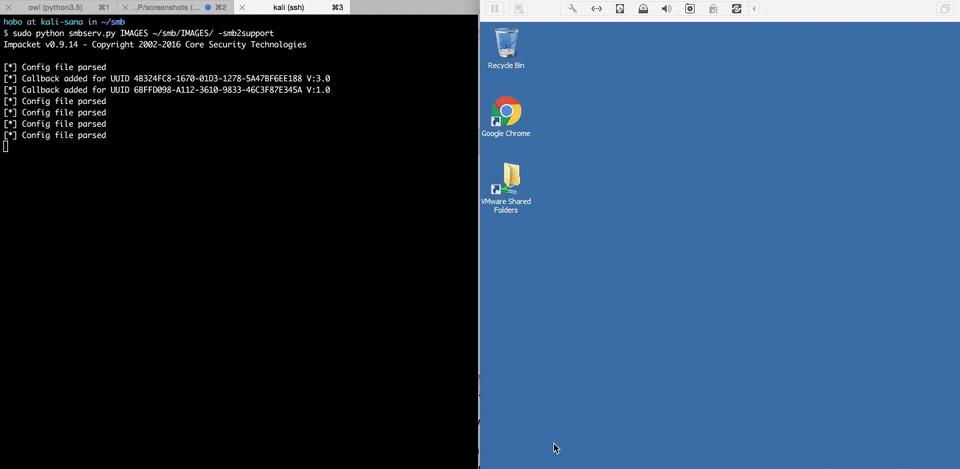 owl (python3.5) ⌘1
..P/screenshots (... ⌘2
kali (ssh) ⌘3
hobo at kali-sana in ~/smb
$ sudo python smbserv.py IMAGES ~/smb/IMAGES/ -smb2support
Impacket v0.9.14 - Copyright 2002-2016 Core Security Technologies
[*] Config file parsed
[*] Callback added for UUID 4B324FC8-1670-01D3-1278-5A47BF6EE188 V:3.0
[*] Callback added for UUID 6BFFD098-A112-3610-9833-46C3F87E345A V:1.0
[*] Config file parsed
[*] Config file parsed
[*] Config file parsed
[*] Config file parsed
Recycle Bin
Google Chrome
VMware Shared
Folders